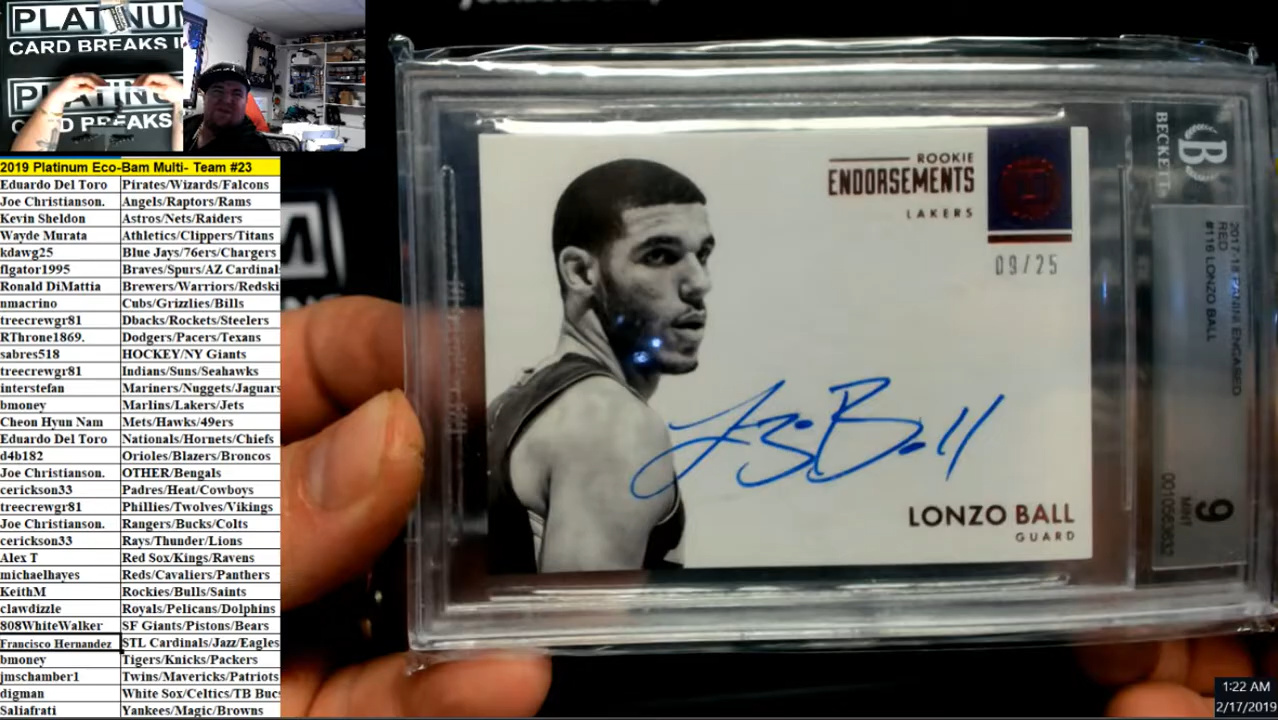 PLATINUM
CARD BREAKS
PLATINUM
CARD BREAKS
2019 Platinum Eco-Bam Multi- Team #23
Eduardo Del Toro Pirates/Wizards/Falcons
Joe Christianson. Angels/Raptors/Rams
Kevin Sheldon Astros/Nets/Raiders
Wayde Murata Athletics/Clippers/Titans
kdawg25 Blue Jays/76ers/Chargers
flgator1995 Braves/Spurs/AZ Cardinal
Ronald DiMattia Brewers/Warriors/Redski
nmacrino Cubs/Grizzlies/Bills
treecrewgr81 Dbacks/Rockets/Steelers
RThrone1869. Dodgers/Pacers/Texans
sabres518 HOCKEY/NY Giants
treecrewgr81 Indians/Suns/Seahawks
interstefan Mariners/Nuggets/Jaguars
bmoney Marlins/Lakers/Jets
Cheon Hyun Nam Mets/Hawks/49ers
Eduardo Del Toro Nationals/Hornets/Chiefs
d4b182 Orioles/Blazers/Broncos
Joe Christianson. OTHER/Bengals
cerickson33 Padres/Heat/Cowboys
treecrewgr81 Phillies/Twolves/Vikings
Joe Christianson. Rangers/Bucks/Colts
cerickson33 Rays/Thunder/Lions
Alex T Red Sox/Kings/Ravens
michaelhayes Reds/Cavaliers/Panthers
KeithM Rockies/Bulls/Saints
clawdizzle Royals/Pelicans/Dolphins
808WhiteWalker SF Giants/Pistons/Bears
Francisco Hernandez STL Cardinals/Jazz/Eagles
bmoney Tigers/Knicks/Packers
jmschamber1 Twins/Mavericks/Patriots
digman White Sox/Celtics/TB Bucs
Saliafrati Yankees/Magic/Browns
ROOKIE
ENDORSEMENTS
LAKERS
09/25
Lonzo Ball
LONZO BALL
GUARD
BECKETT
B
2017-18 PANINI ENCASED
RED
#116 LONZO BALL
9
MINT
1:22 AM
2/17/2019